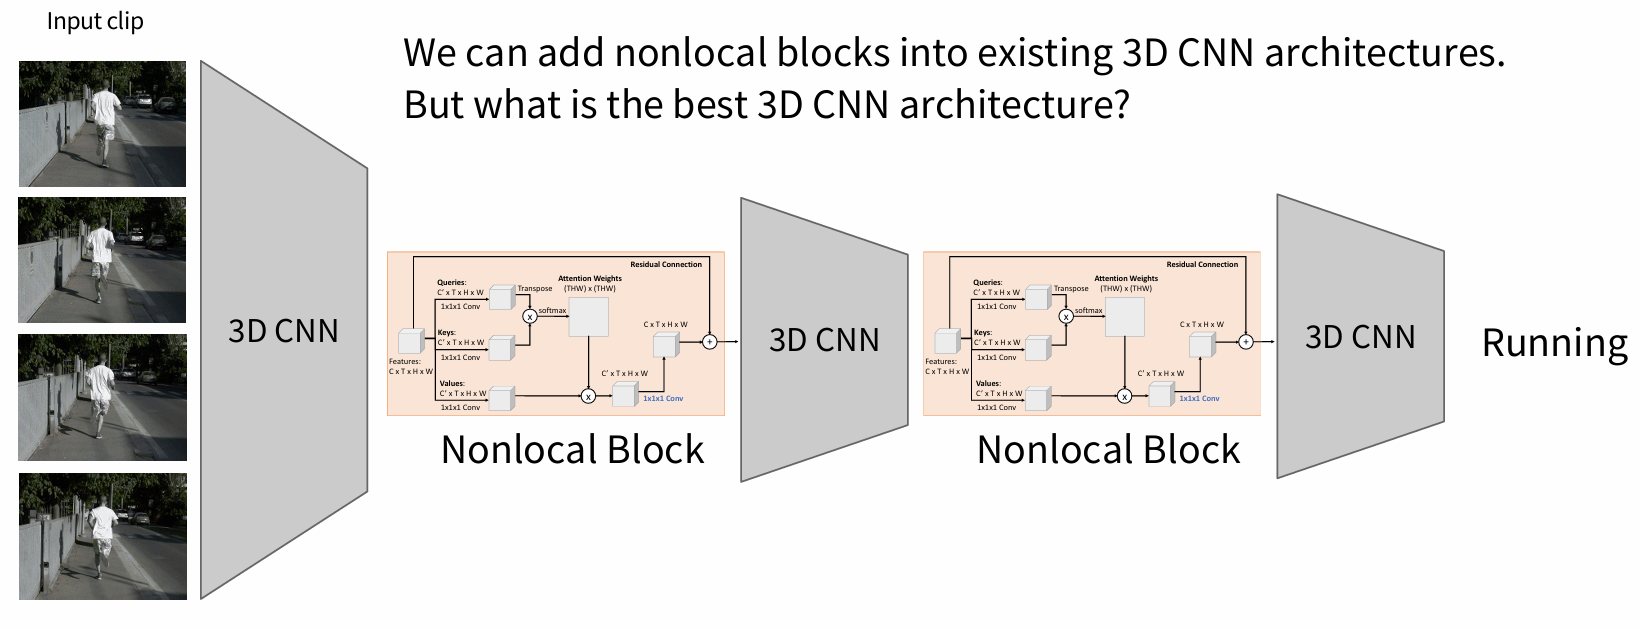 Input clip
We can add nonlocal blocks into existing 3D CNN architectures.
But what is the best 3D CNN architecture?
3D CNN
Residual Connection
Queries:
C' x T x H x W
1x1x1 Conv
Transpose
Attention Weights
(THW) x (THW)
softmax
x
Keys:
C' x T x H x W
1x1x1 Conv
Features:
C x T x H x W
Values:
C' x T x H x W
1x1x1 Conv
x
C' x T x H x W
1x1x1 Conv
C x T x H x W
+
Nonlocal Block
3D CNN
Residual Connection
Queries:
C' x T x H x W
1x1x1 Conv
Transpose
Attention Weights
(THW) x (THW)
softmax
x
Keys:
C' x T x H x W
1x1x1 Conv
Features:
C x T x H x W
Values:
C' x T x H x W
1x1x1 Conv
x
C' x T x H x W
1x1x1 Conv
C x T x H x W
+
Nonlocal Block
3D CNN
Running